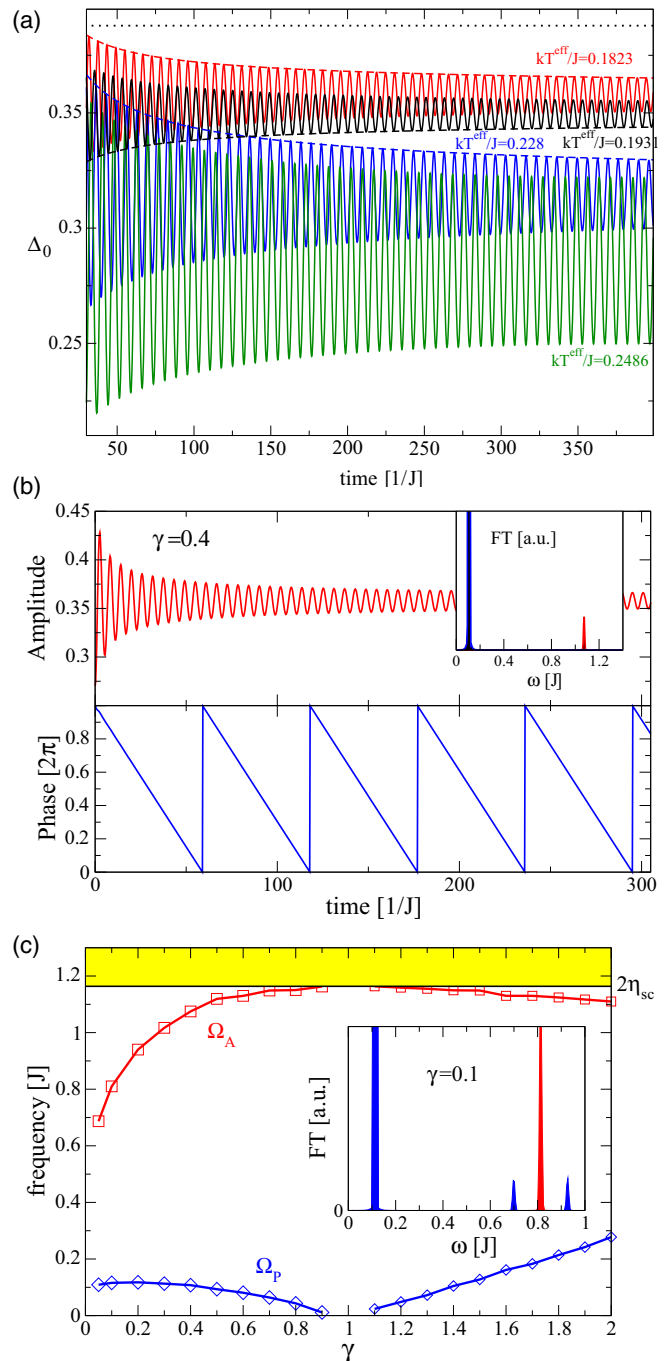 (a)
kT^eff/J=0.1823
0.35
kT^eff/J=0.1931
kT^eff/J=0.228
0.3
Δ₀
0.25
kT^eff/J=0.2486
50 100 150 200 250 300 350
time [1/J]
(b)
0.45
γ=0.4
FT [a.u.]
0.4
Amplitude
0.35
0.3
0 0.4 0.8 1.2
ω [J]
0.8
Phase [2π]
0.6
0.4
0.2
0
0 100 200 300
time [1/J]
(c)
1.2
2η_sc
Ω_A
1
γ=0.1
0.8
FT [a.u.]
frequency [J]
0.6
0.4
0
0 0.2 0.4 0.6 0.8 1
ω [J]
0.2
Ω_P
0
0 0.2 0.4 0.6 0.8 1 1.2 1.4 1.6 1.8 2
γ